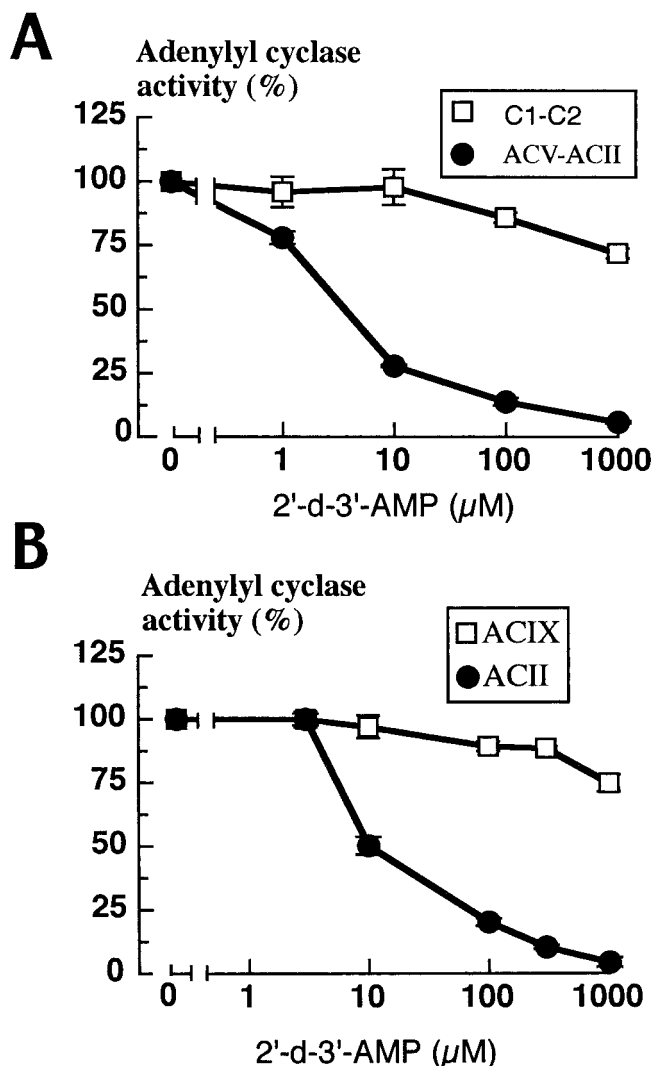 A
Adenylyl cyclase
activity (%)
125
100
75
50
25
0
C1-C2
ACV-ACII
0 1 10 100 1000
2'-d-3'-AMP (µM)
B
Adenylyl cyclase
activity (%)
125
100
75
50
25
0
ACIX
ACII
0 1 10 100 1000
2'-d-3'-AMP (µM)